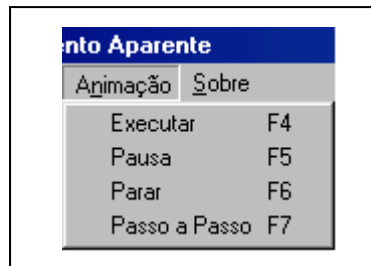 nto Aparente
Animação Sobre
Executar F4
Pausa F5
Parar F6
Passo a Passo F7